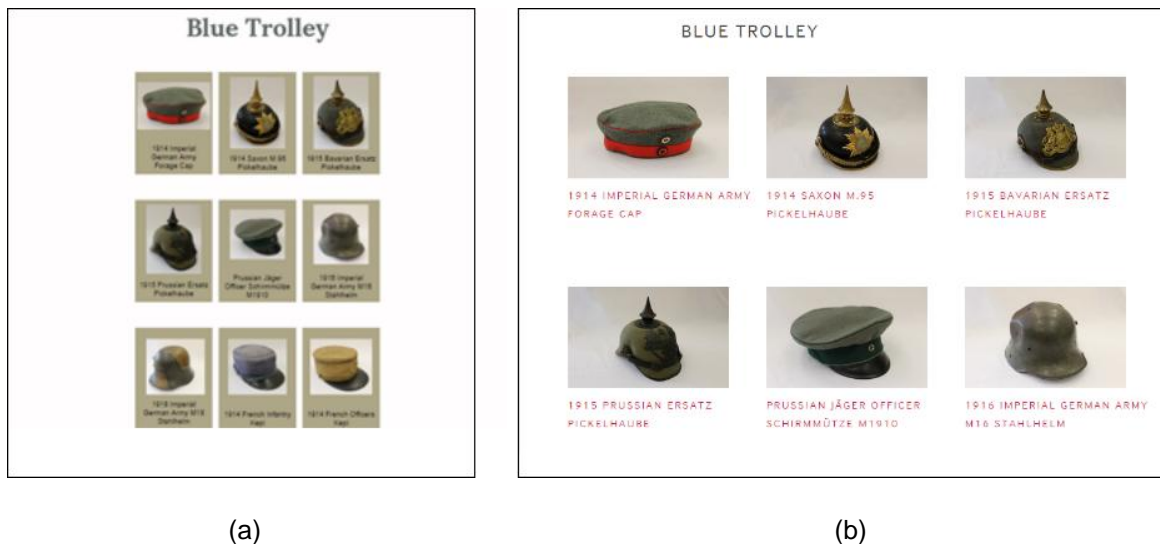 Blue Trolley
1914 Imperial
German Army
Forage Cap
1914 Saxon M.95
Pickelhaube
1915 Bavarian Ersatz
Pickelhaube
1915 Prussian Ersatz
Pickelhaube
Prussian Jäger
Officer Schirmmütze
M1910
1916 Imperial
German Army M16
Stahlhelm
1918 Imperial
German Army M18
Stahlhelm
1914 French Infantry
Kepi
1914 French Officers
Kepi
(a)
BLUE TROLLEY
1914 IMPERIAL GERMAN ARMY
FORAGE CAP
1914 SAXON M.95
PICKELHAUBE
1915 BAVARIAN ERSATZ
PICKELHAUBE
1915 PRUSSIAN ERSATZ
PICKELHAUBE
PRUSSIAN JÄGER OFFICER
SCHIRMMÜTZE M1910
1916 IMPERIAL GERMAN ARMY
M16 STAHLHELM
(b)